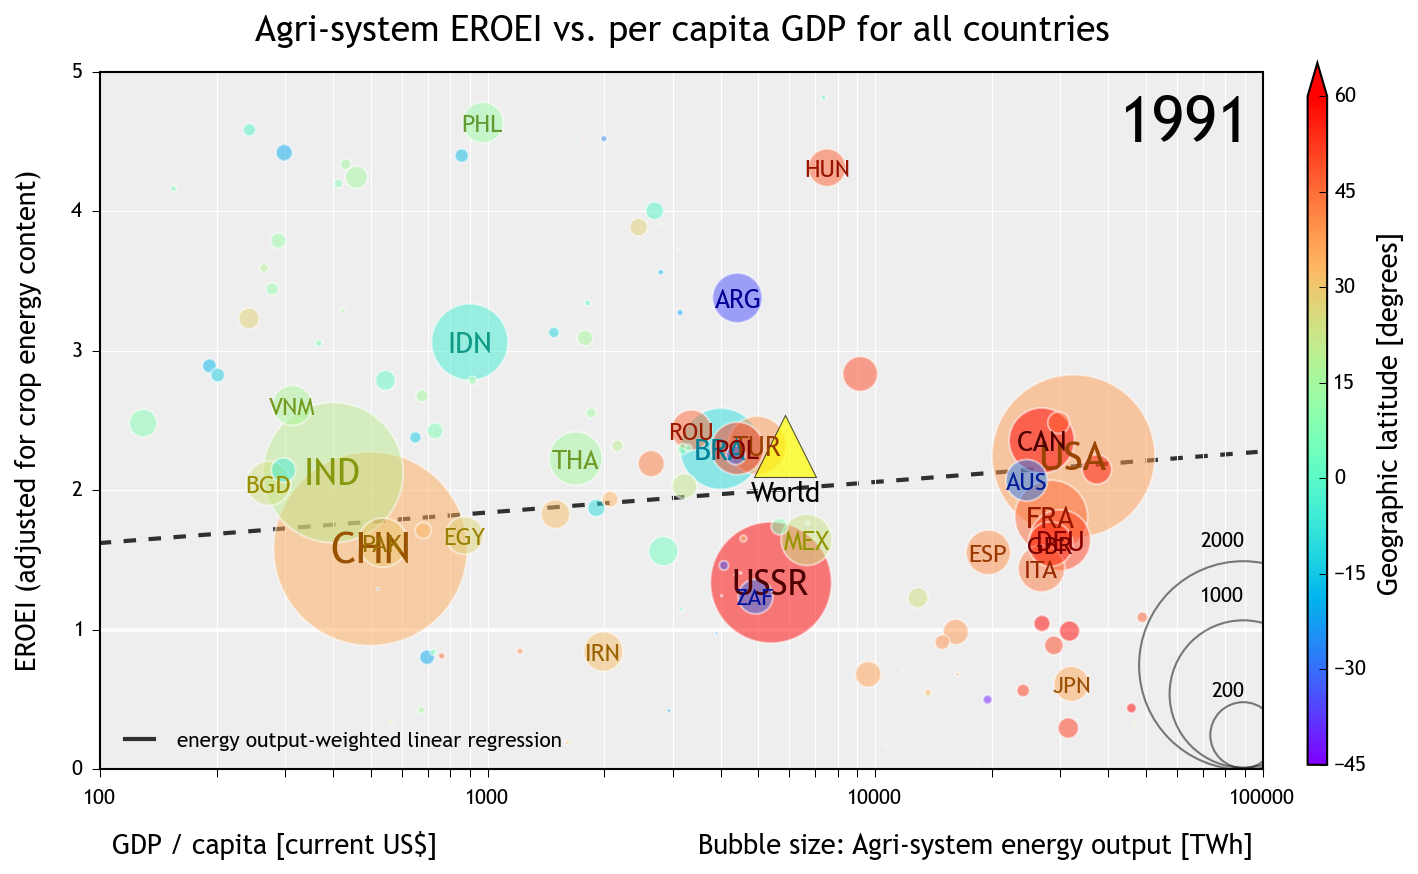 Agri-system EROEI vs. per capita GDP for all countries
1991
EROEI (adjusted for crop energy content)
5
4
3
2
1
0
PHL
HUN
ARG
IDN
VNM
ROU
BRA
POL
TUR
CAN
USA
THA
IND
BGD
World
AUS
FRA
CHN
PAK
EGY
MEX
ESP
GBR
DEU
ITA
USSR
ZAF
IRN
JPN
2000
1000
200
energy output-weighted linear regression
100
1000
10000
100000
GDP / capita [current US$]
Bubble size: Agri-system energy output [TWh]
60
45
30
15
0
−15
−30
−45
Geographic latitude [degrees]